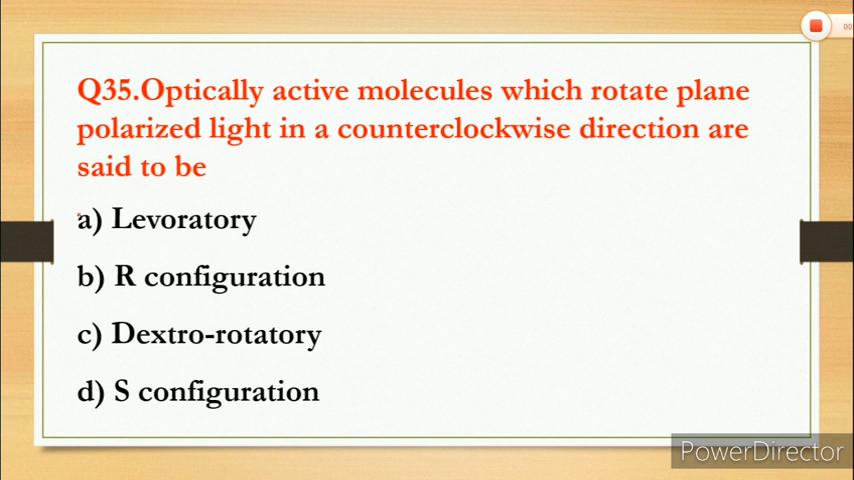 Q35.Optically active molecules which rotate plane
polarized light in a counterclockwise direction are
said to be
a) Levoratory
b) R configuration
c) Dextro-rotatory
d) S configuration
00
PowerDirector